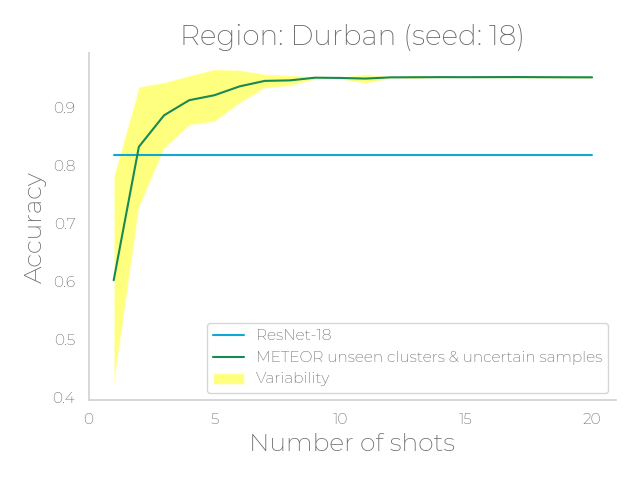 Region: Durban (seed: 18)
Accuracy
0.9
0.8
0.7
0.6
0.5
0.4
ResNet-18
METEOR unseen clusters & uncertain samples
Variability
0
5
10
15
20
Number of shots